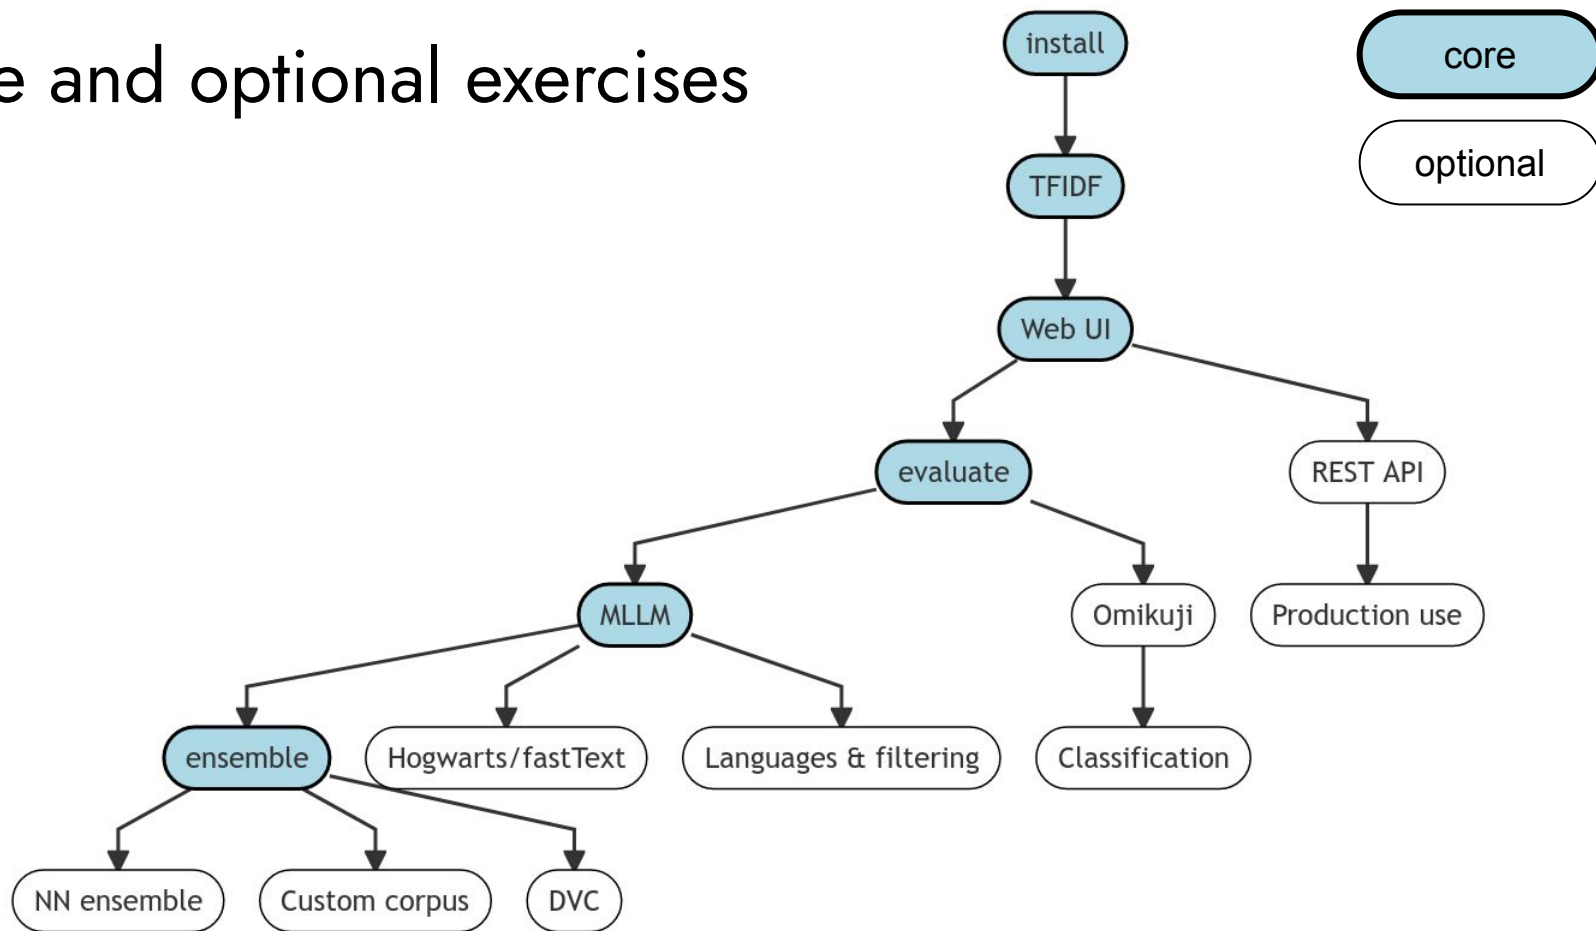 e and optional exercises
install
core
optional
TFIDF
Web UI
evaluate
REST API
MLLM
Omikuji
Production use
ensemble
Hogwarts/fastText
Languages & filtering
Classification
NN ensemble
Custom corpus
DVC